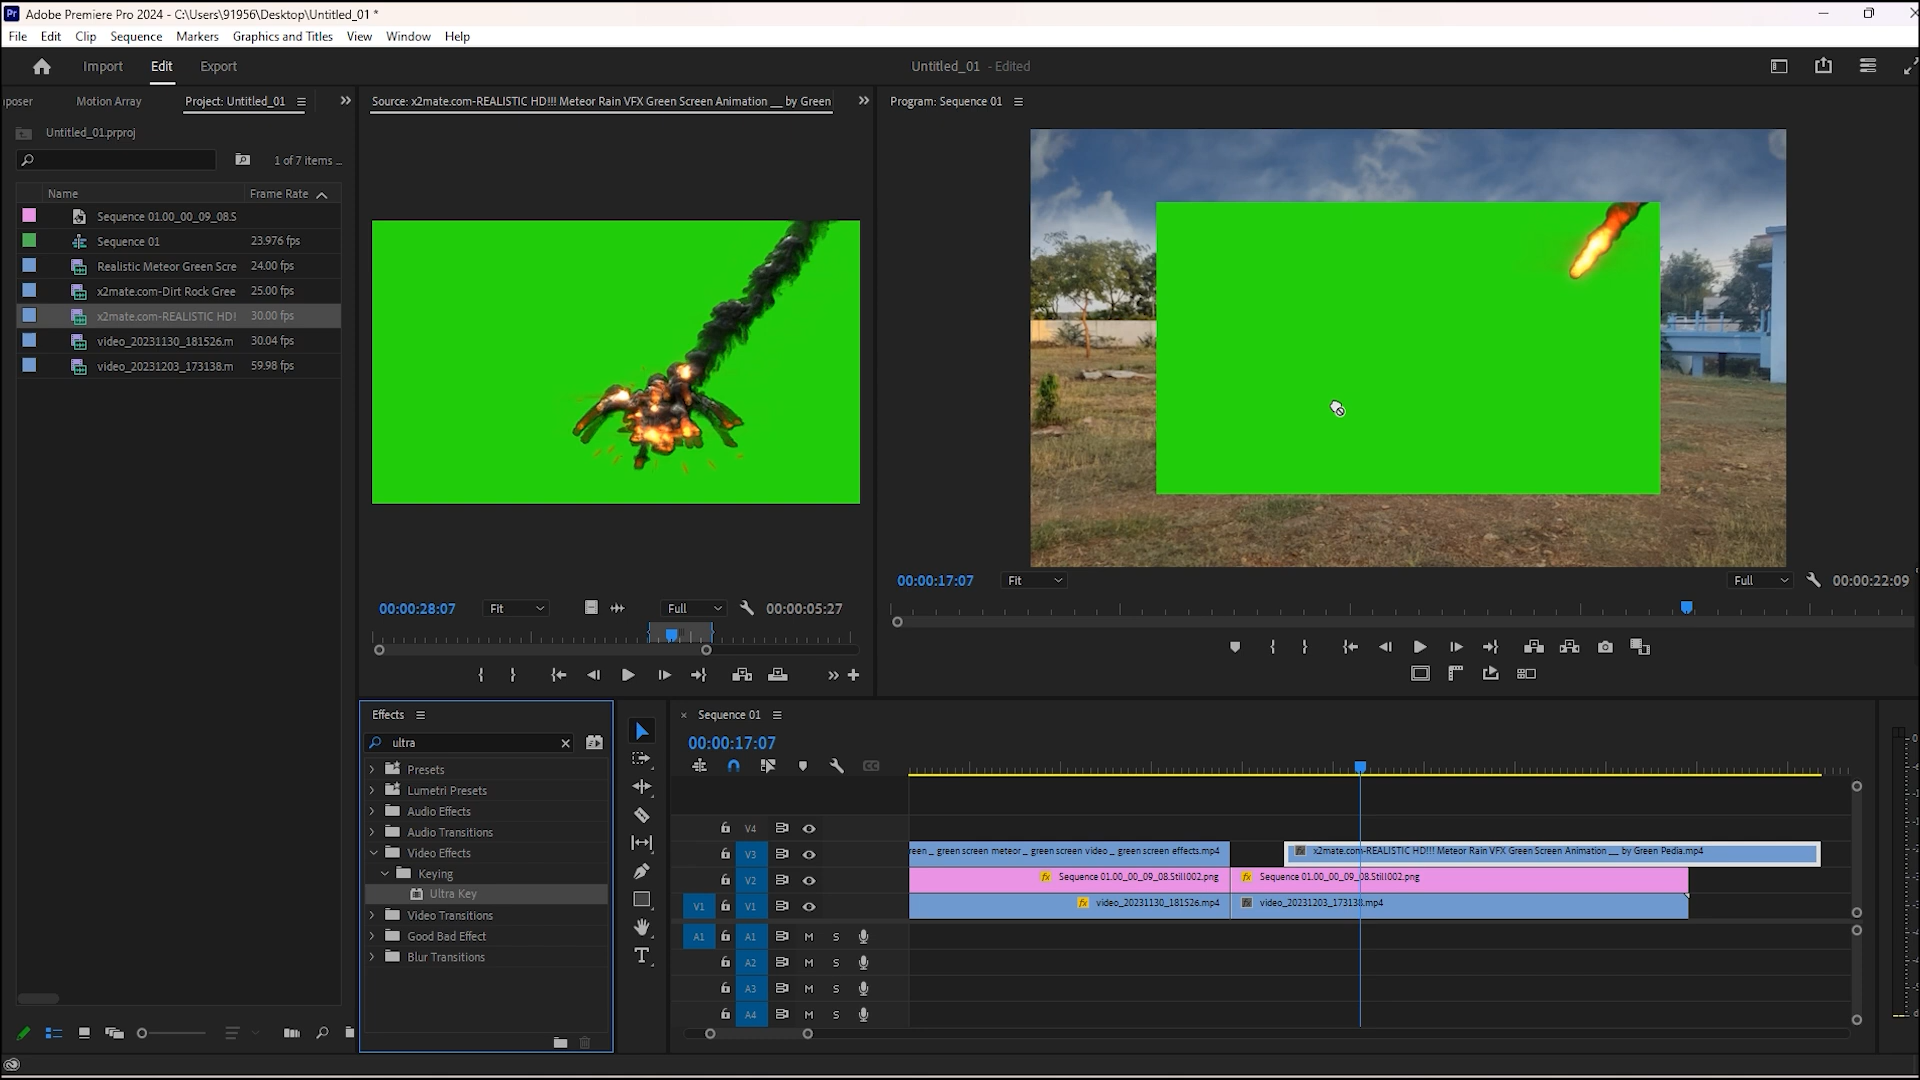 Pr Adobe Premiere Pro 2024 - C:\Users\91956\Desktop\Untitled_01 *
File Edit Clip Sequence Markers Graphics and Titles View Window Help
Import Edit Export
Untitled_01 - Edited
poser Motion Array Project: Untitled_01
Source: x2mate.com-REALISTIC HD!!! Meteor Rain VFX Green Screen Animation __ by Green
Program: Sequence 01
Untitled_01.prproj
1 of 7 items ...
Name Frame Rate
Sequence 01.00_00_09_08.S
Sequence 01 23.976 fps
Realistic Meteor Green Scre 24.00 fps
x2mate.com-Dirt Rock Gree 25.00 fps
x2mate.com-REALISTIC HD! 30.00 fps
video_20231130_181526.m 30.04 fps
video_20231203_173138.m 59.98 fps
00:00:28:07 Fit Full 00:00:05:27
00:00:17:07 Fit Full 00:00:22:09
Effects
ultra
Presets
Lumetri Presets
Audio Effects
Audio Transitions
Video Effects
Keying
Ultra Key
Video Transitions
Good Bad Effect
Blur Transitions
× Sequence 01
00:00:17:07
V4
V3 reen _ green screen meteor _ green screen video _ green screen effects.mp4 fx x2mate.com-REALISTIC HD!!! Meteor Rain VFX Green Screen Animation __ by Green Pedia.mp4
V2 fx Sequence 01.00_00_09_08.Still002.png fx Sequence 01.00_00_09_08.Still002.png
V1 V1 fx video_20231130_181526.mp4 fx video_20231203_173138.mp4
A1 A1 M S
A2 M S
A3 M S
A4 M S